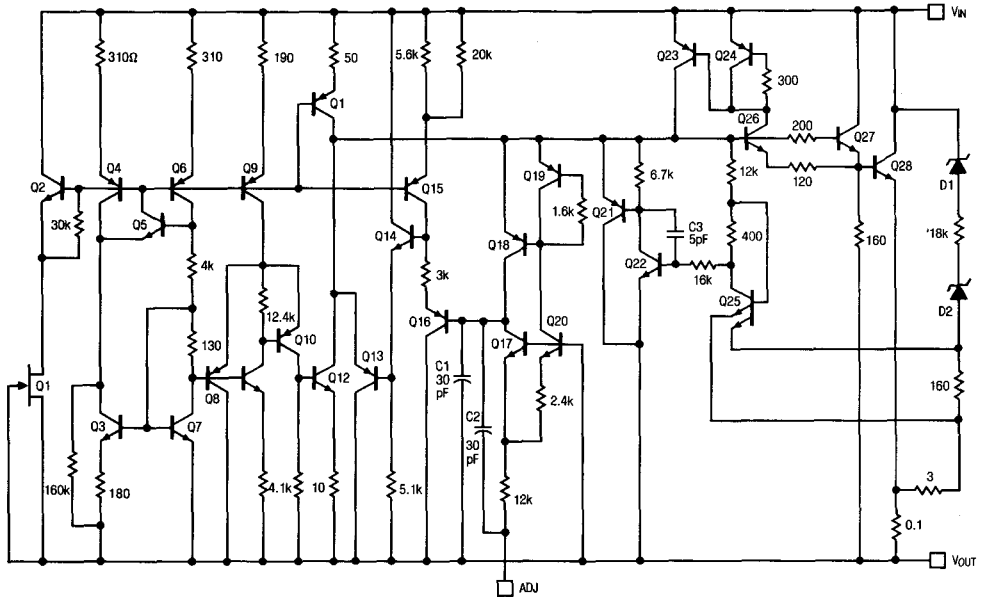 VIN
310Ω
310
190
50
5.6k
20k
Q23
Q24
300
Q1
Q26
200
Q27
Q28
120
Q2
Q4
Q6
Q9
Q15
Q19
6.7k
12k
D1
30k
Q5
1.6k
Q21
C3
5pF
400
160
'18k
Q14
Q18
4k
3k
Q22
16k
D2
12.4k
Q10
Q16
Q25
130
Q17
Q20
Q1
Q8
Q12
Q13
C1
30
pF
2.4k
160
C2
30
pF
Q3
Q7
160k
180
4.1k
10
5.1k
12k
3
0.1
VOUT
ADJ